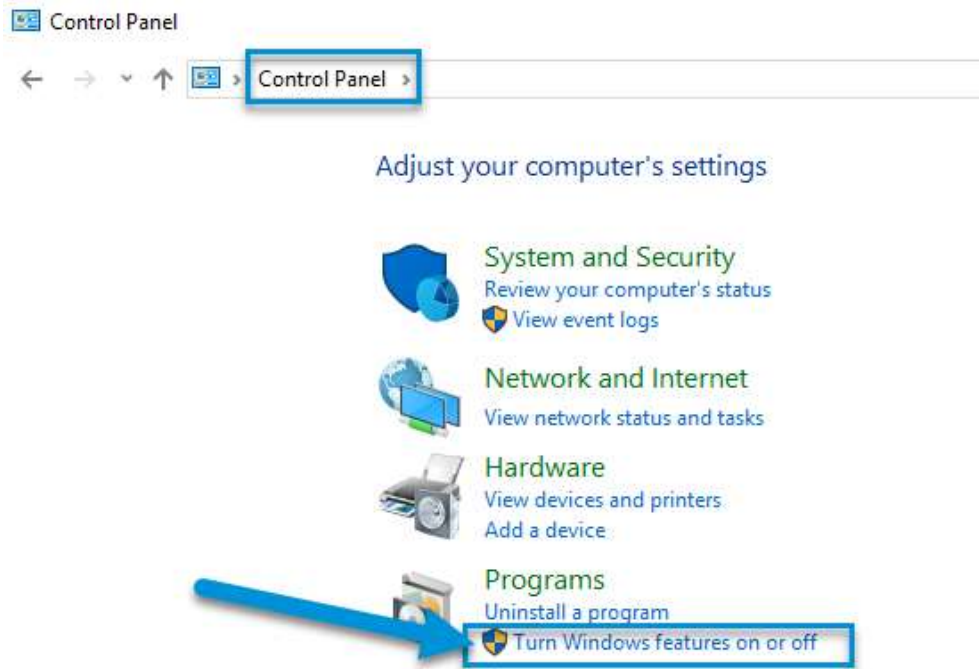 Control Panel
Control Panel
Adjust your computer's settings
System and Security
Review your computer's status
View event logs
Network and Internet
View network status and tasks
Hardware
View devices and printers
Add a device
Programs
Uninstall a program
Turn Windows features on or off